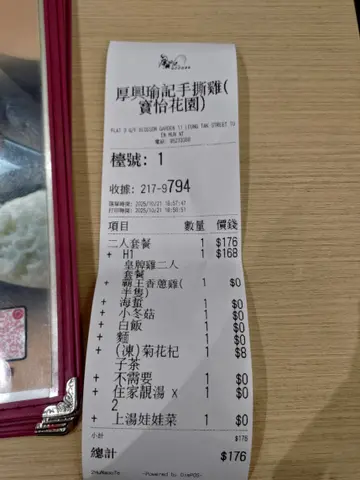 厚興瑜記手撕雞(
寶怡花園)
檯號: 1
收據: 217-9794
項目 數量 價錢
二人套餐 1 $176
+ H1 1 $168
皇牌雞二人
套餐
+ 霸王香蔥雞( 1 $0
半隻)
+ 海蜇 1 $0
+ 小冬菇 1 $0
+ 白飯 1 $0
+ 麵 1 $0
+ (凍)菊花杞 1 $8
子茶
+ 不需要 1 $0
+ 住家靚湯 x 1 $0
2
+ 上湯娃娃菜 1 $0
小計 $176
總計 $176